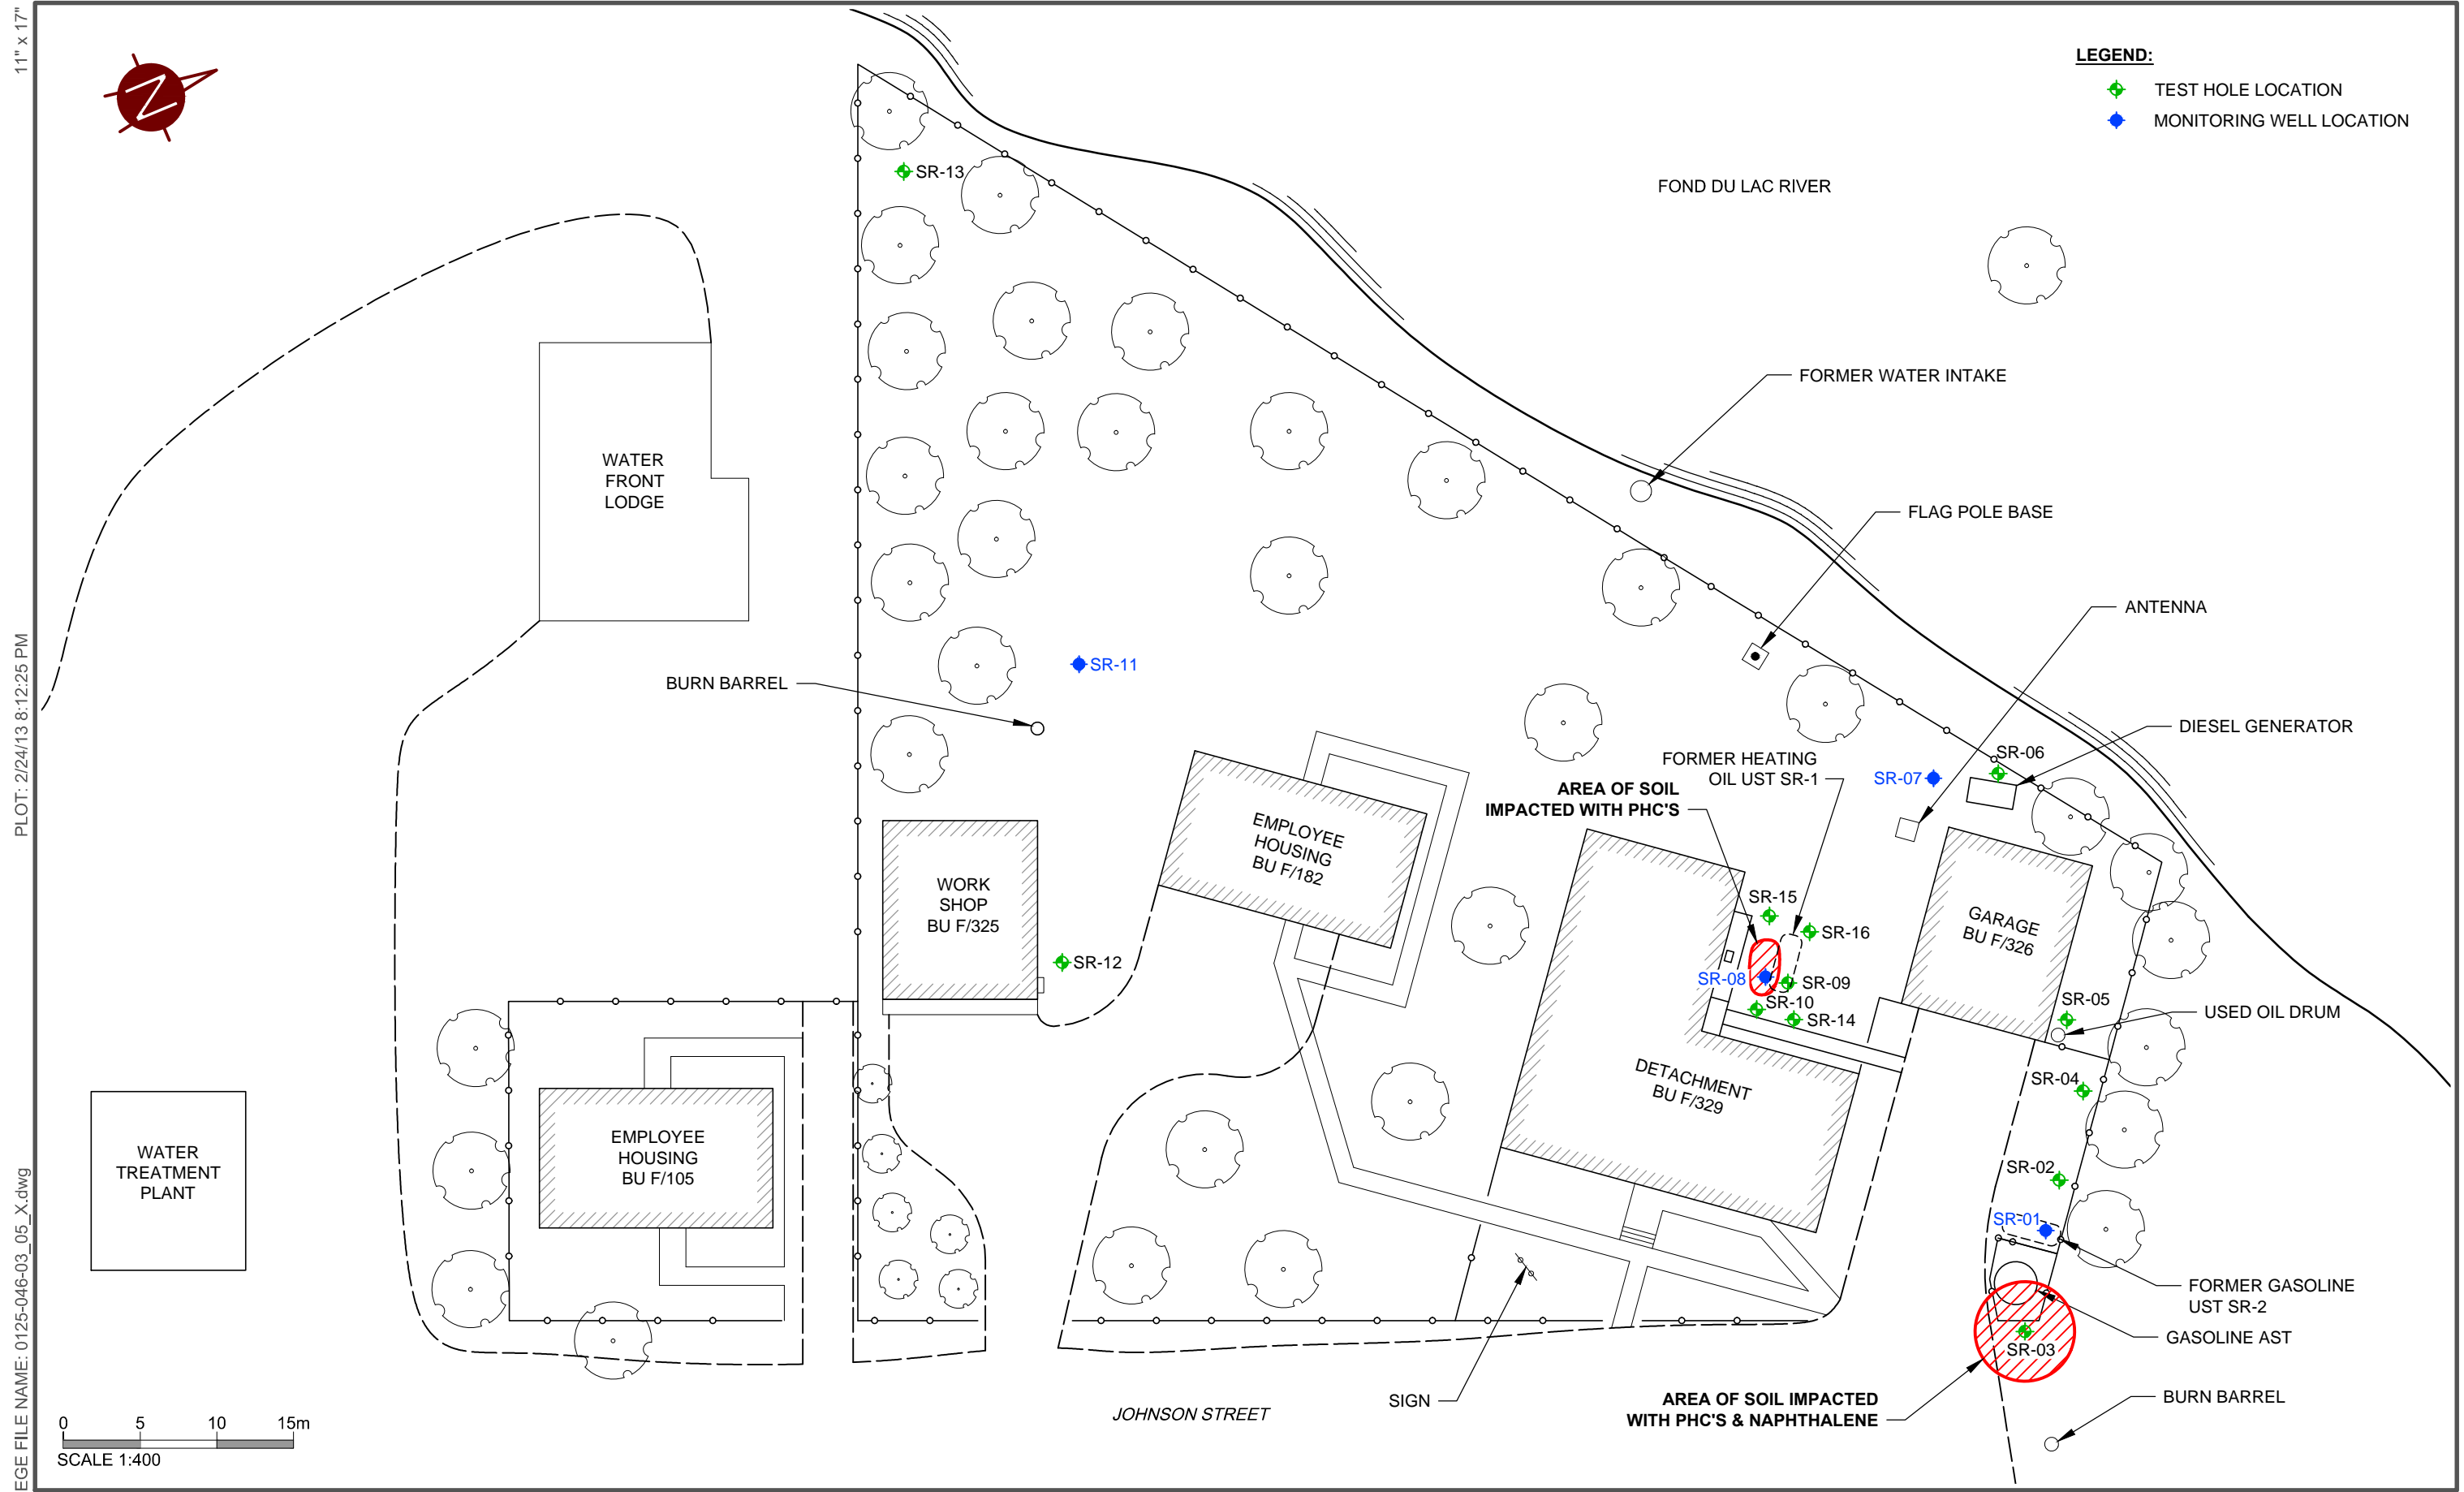 11" x 17"
PLOT: 2/24/13 8:12:25 PM
EGE FILE NAME: 0125-046-03_05_X.dwg
N
LEGEND:
TEST HOLE LOCATION
MONITORING WELL LOCATION
FOND DU LAC RIVER
SR-13
FORMER WATER INTAKE
WATER
FRONT
LODGE
FLAG POLE BASE
ANTENNA
SR-11
BURN BARREL
DIESEL GENERATOR
SR-06
FORMER HEATING
OIL UST SR-1
SR-07
AREA OF SOIL
IMPACTED WITH PHC'S
EMPLOYEE
HOUSING
BU F/182
WORK
SHOP
BU F/325
SR-15
SR-16
GARAGE
BU F/326
SR-12
SR-08
SR-09
SR-10
SR-14
SR-05
USED OIL DRUM
SR-04
DETACHMENT
BU F/329
EMPLOYEE
HOUSING
BU F/105
WATER
TREATMENT
PLANT
SR-02
SR-01
FORMER GASOLINE
UST SR-2
GASOLINE AST
SR-03
SIGN
AREA OF SOIL IMPACTED
WITH PHC'S & NAPHTHALENE
BURN BARREL
JOHNSON STREET
0 5 10 15m
SCALE 1:400